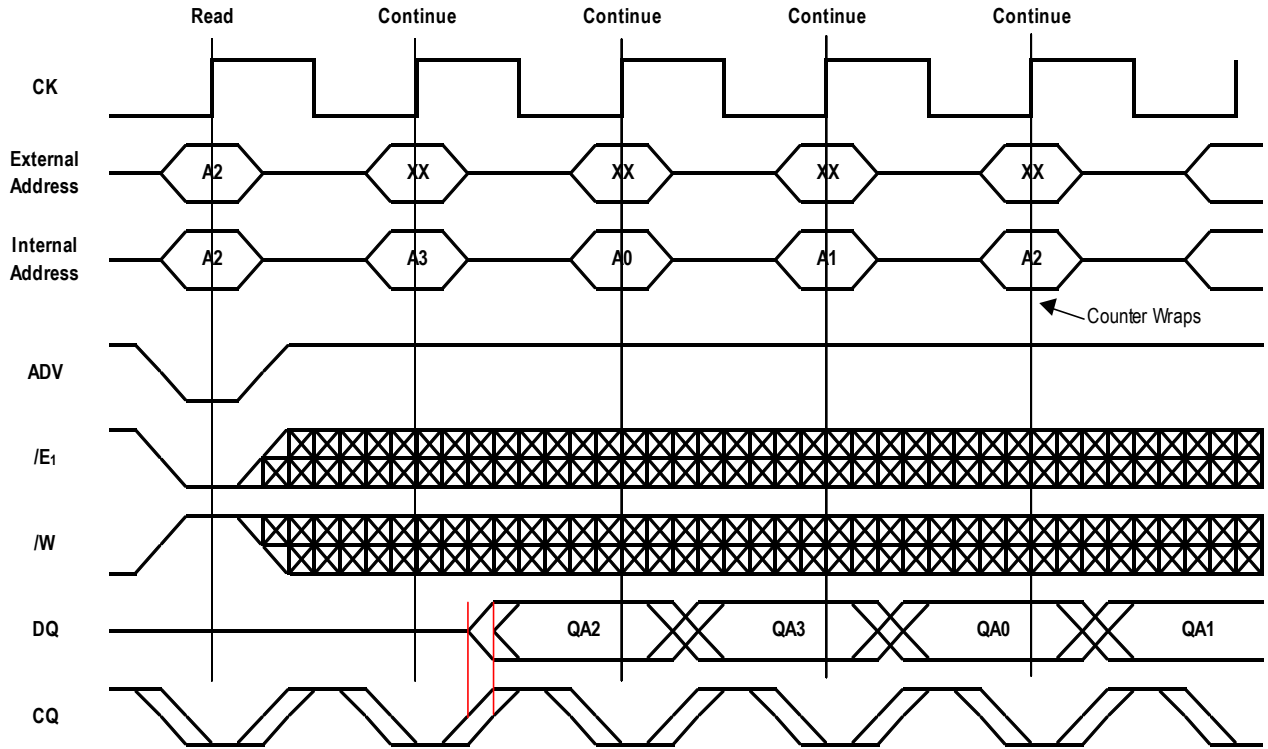 Read Continue Continue Continue Continue
CK
External
Address
A2 XX XX XX XX
Internal
Address
A2 A3 A0 A1 A2
Counter Wraps
ADV
/E1
/W
DQ
QA2 QA3 QA0 QA1
CQ